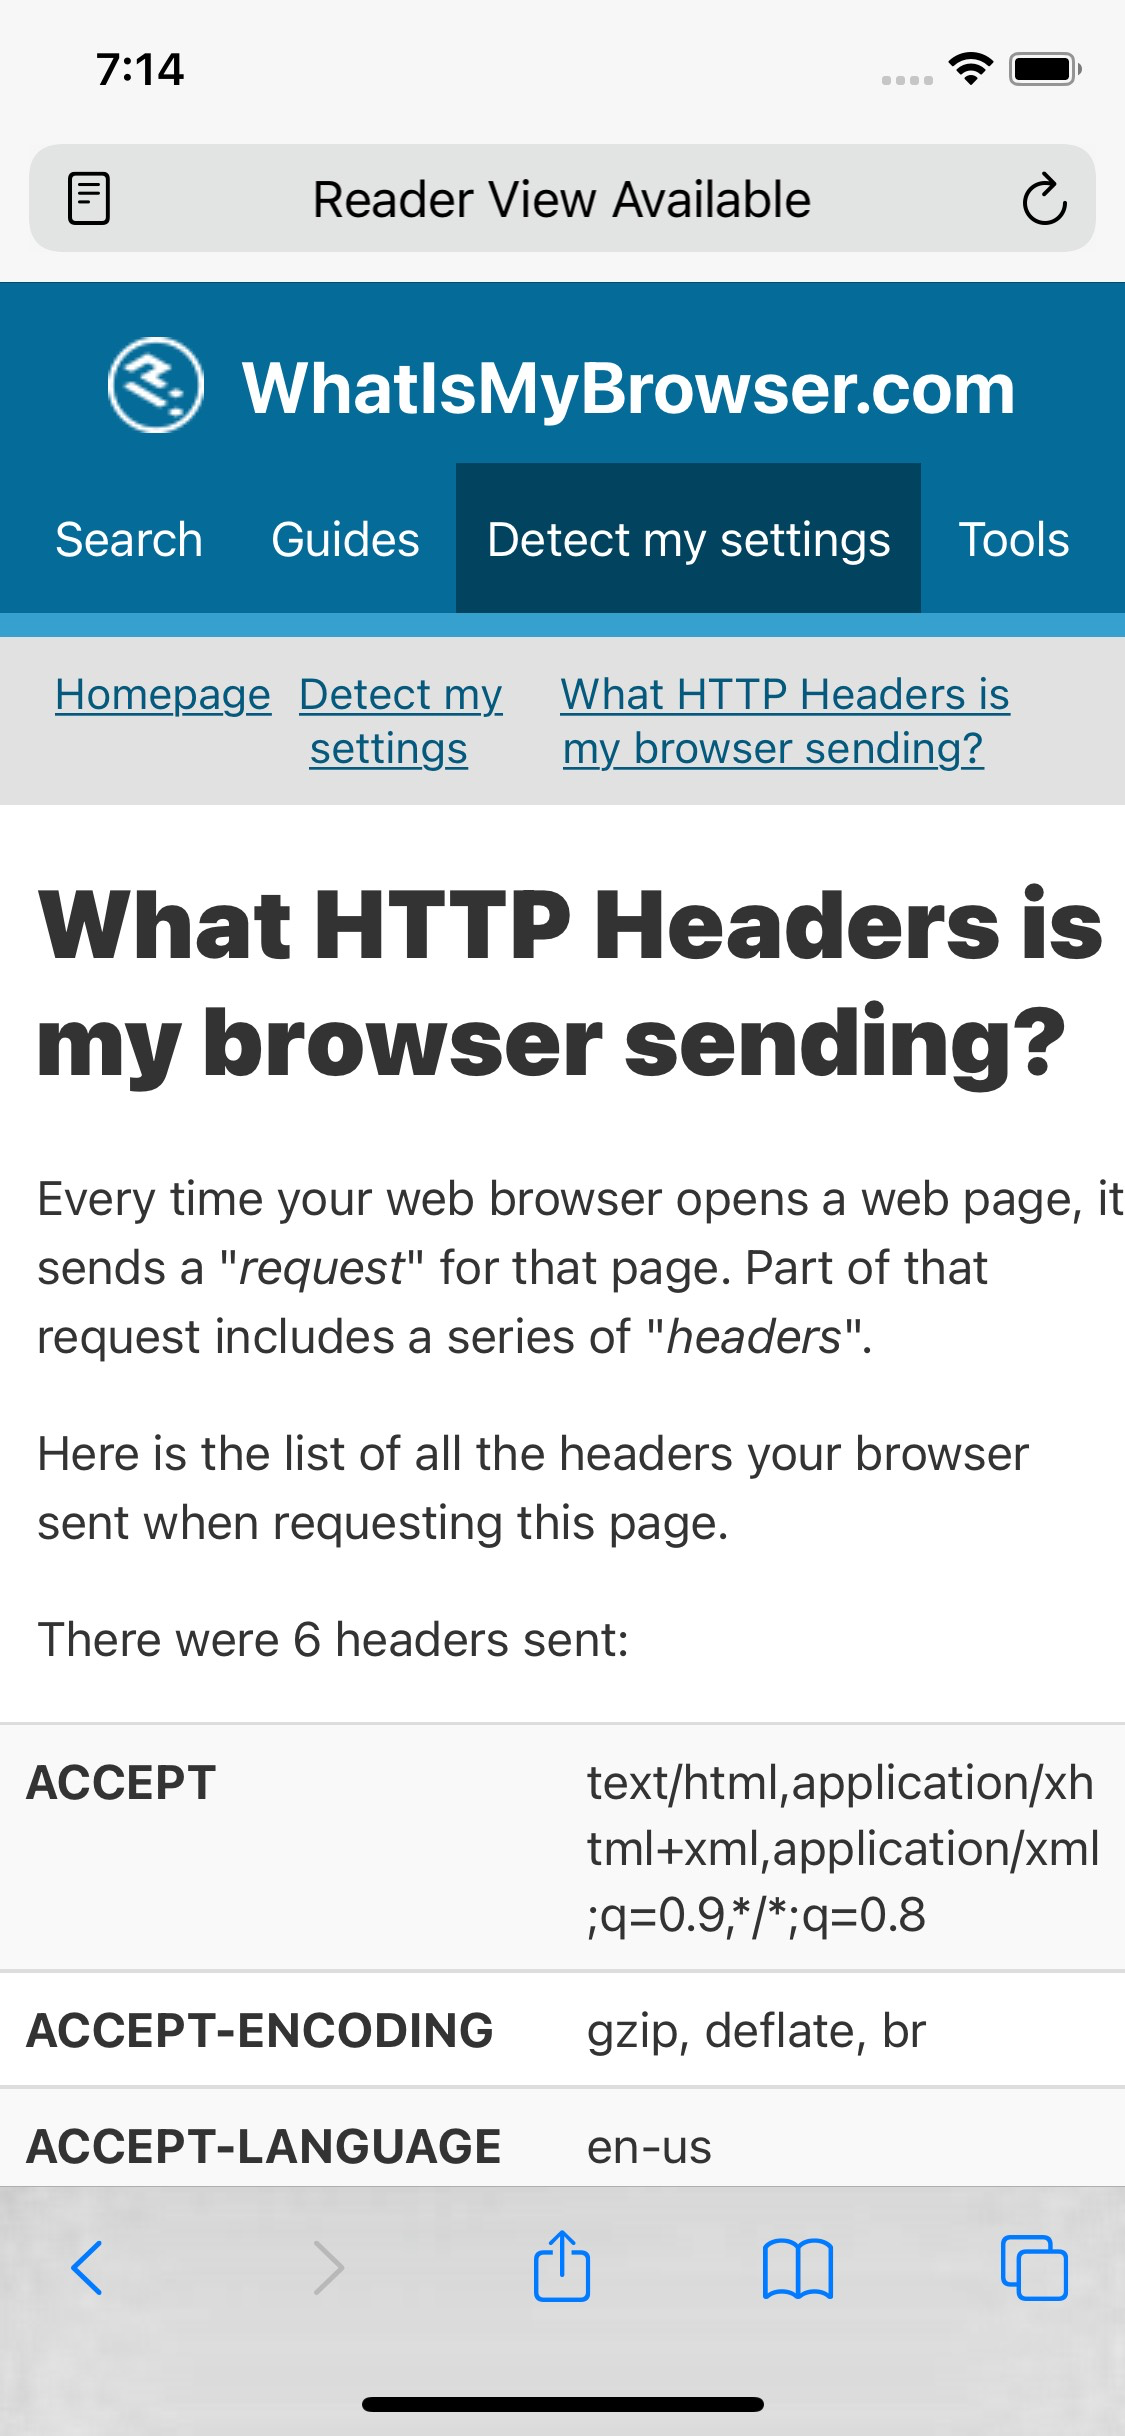 7:14
Reader View Available
WhatIsMyBrowser.com
Search Guides Detect my settings Tools
Homepage Detect my settings What HTTP Headers is my browser sending?
What HTTP Headers is
my browser sending?
Every time your web browser opens a web page, it
sends a "request" for that page. Part of that
request includes a series of "headers".
Here is the list of all the headers your browser
sent when requesting this page.
There were 6 headers sent:
ACCEPT text/html,application/xh
tml+xml,application/xml
;q=0.9,*/*;q=0.8
ACCEPT-ENCODING gzip, deflate, br
ACCEPT-LANGUAGE en-us